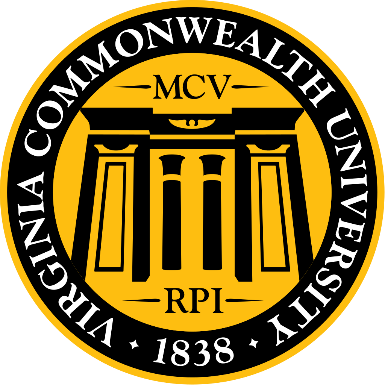 VIRGINIA COMMONWEALTH UNIVERSITY
MCV
RPI
· 1838 ·